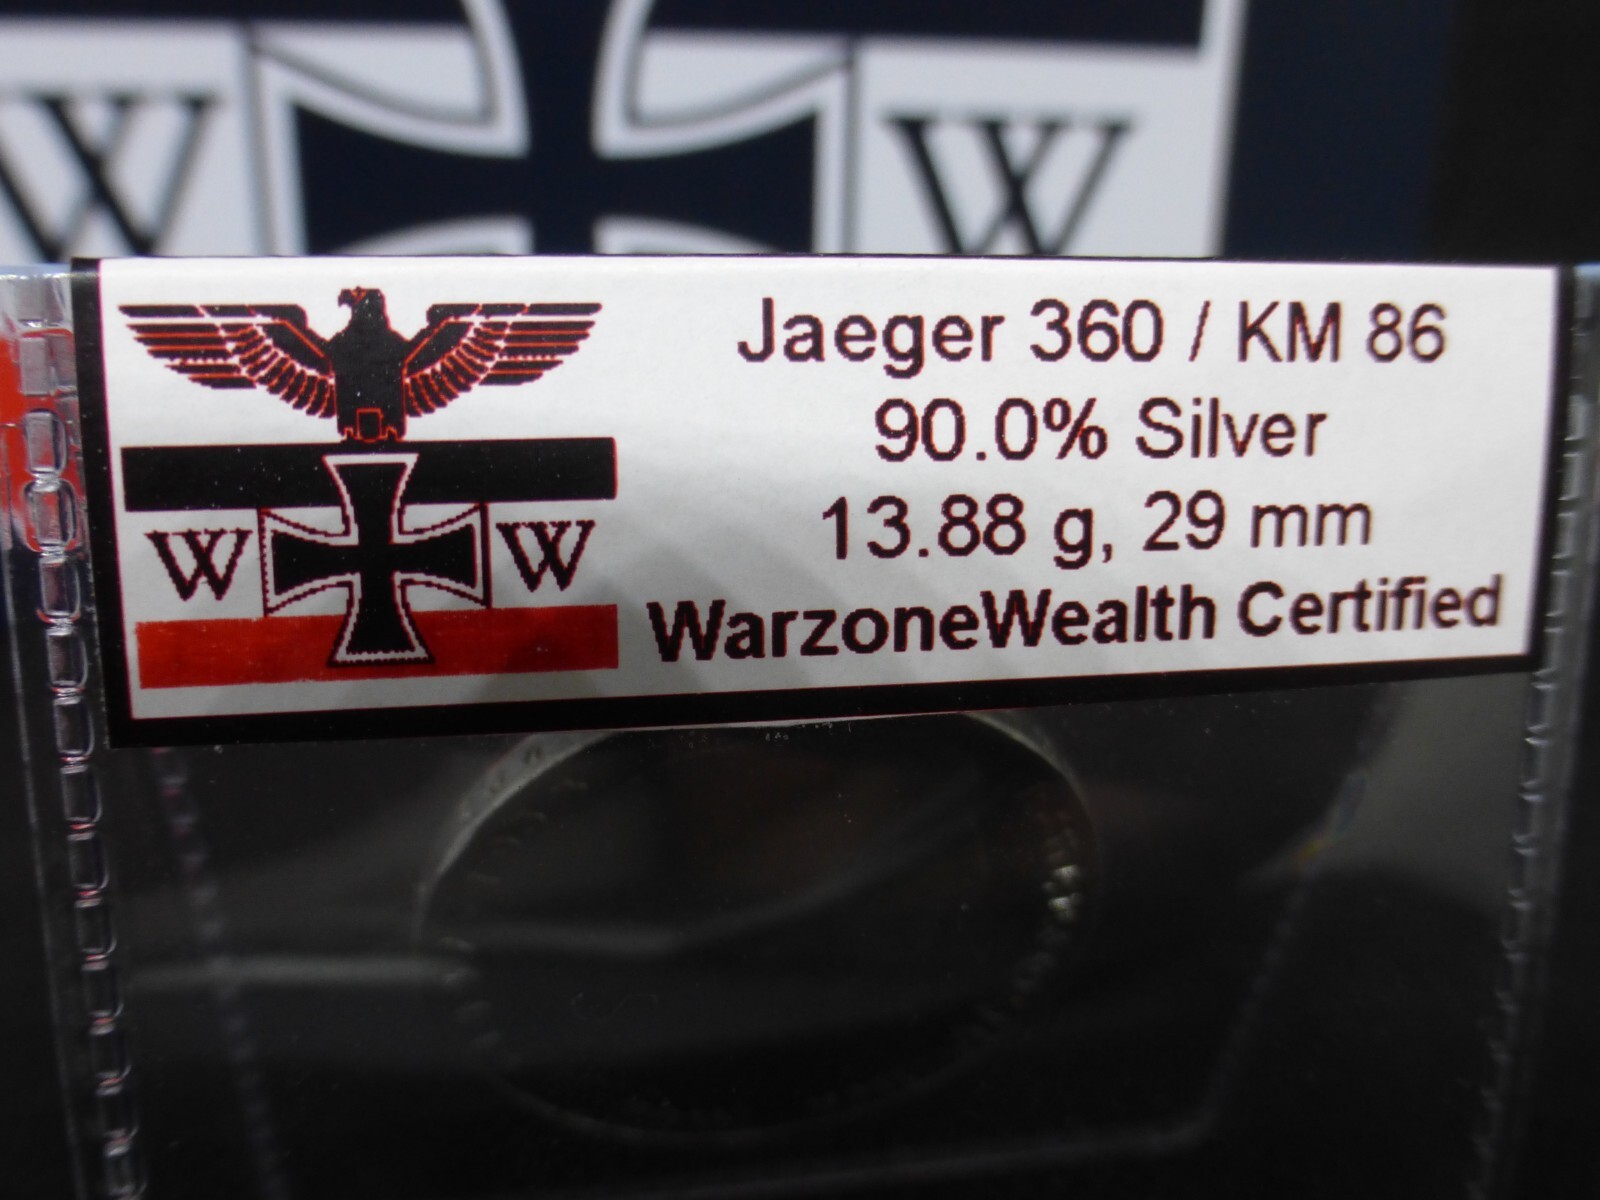 W W
W W
Jaeger 360 / KM 86
90.0% Silver
13.88 g, 29 mm
WarzoneWealth Certified